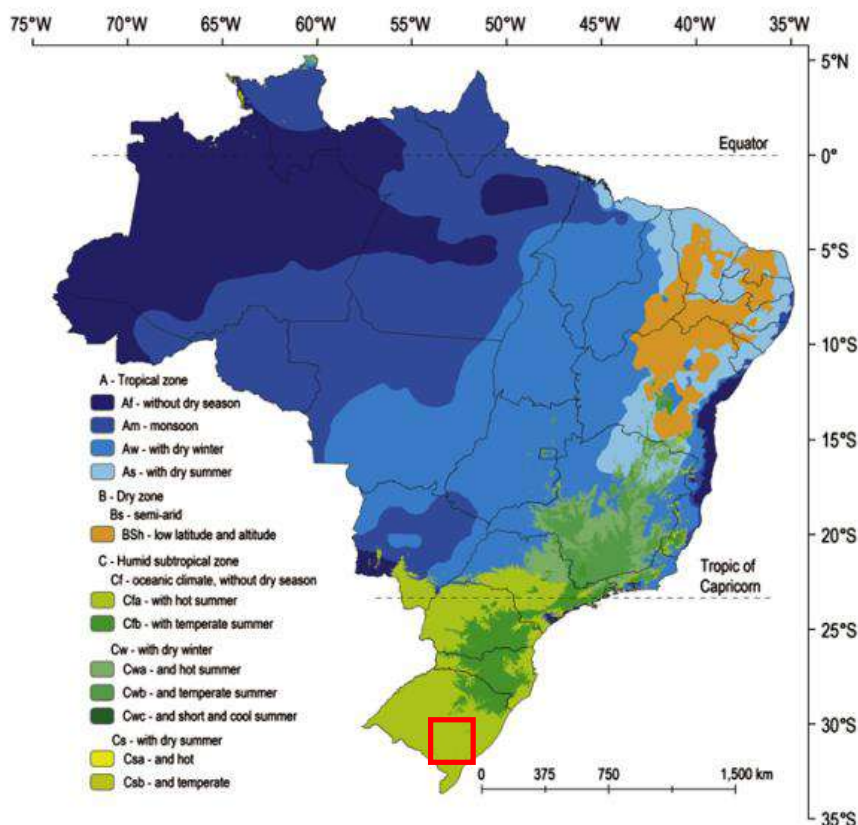 75°W 70°W 65°W 60°W 55°W 50°W 45°W 40°W 35°W
5°N
Equator
0°
5°S
10°S
A - Tropical zone
Af - without dry season
Am - monsoon
Aw - with dry winter
As - with dry summer
15°S
B - Dry zone
Bs - semi-arid
BSh - low latitude and altitude
20°S
C - Humid subtropical zone
Cf - oceanic climate, without dry season
Cfa - with hot summer
Cfb - with temperate summer
Tropic of
Capricorn
25°S
Cw - with dry winter
Cwa - and hot summer
Cwb - and temperate summer
Cwc - and short and cool summer
30°S
Cs - with dry summer
Csa - and hot
Csb - and temperate
0 375 750 1,500 km
35°S